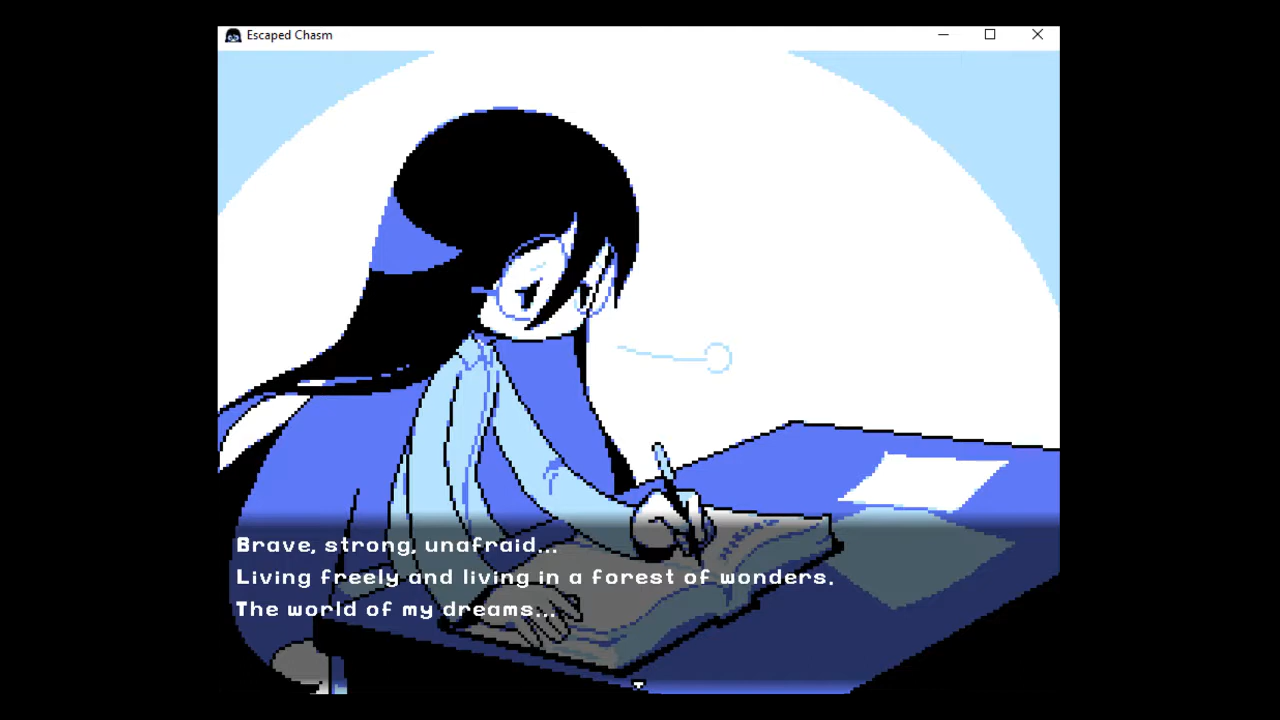 Escaped Chasm
Brave, strong, unafraid...
Living freely and living in a forest of wonders.
The world of my dreams...